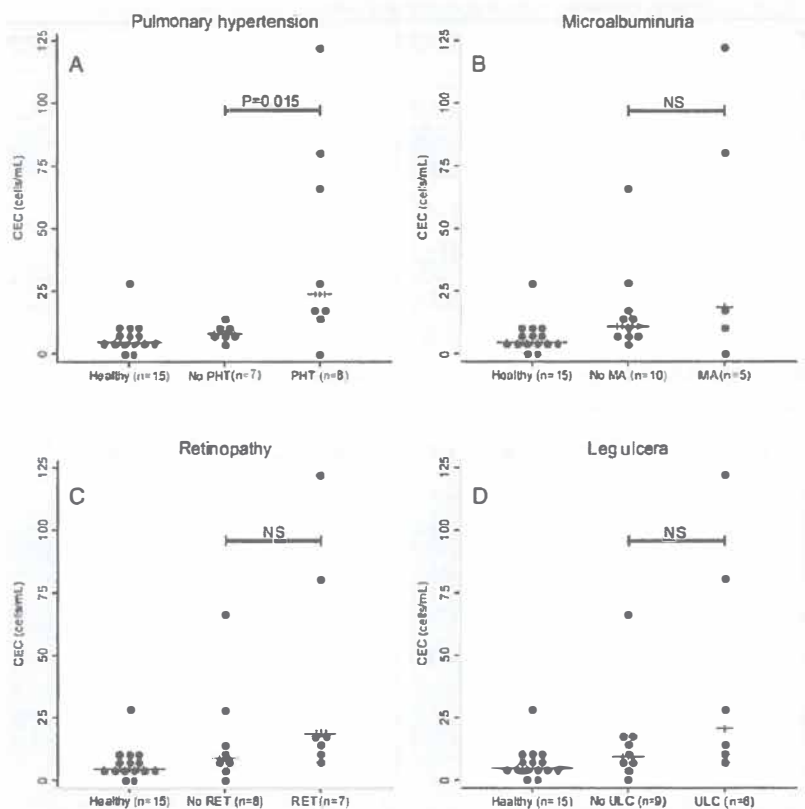 Pulmonary hypertension
A
P=0.015
CEC (cells/mL)
125
100
75
50
25
0
Healthy (n=15) No PHT(n=7) PHT (n=8)
Microalbuminuria
B
NS
CEC (cells/mL)
125
100
75
50
25
0
Healthy (n=15) No MA (n=10) MA(n=5)
Retinopathy
C
NS
CEC (cells/mL)
125
100
75
50
25
0
Healthy (n=15) No RET (n=8) RET (n=7)
Leg ulcera
D
NS
CEC (cells/mL)
125
100
75
50
25
0
Healthy (n=15) No ULC (n=9) ULC (n=6)